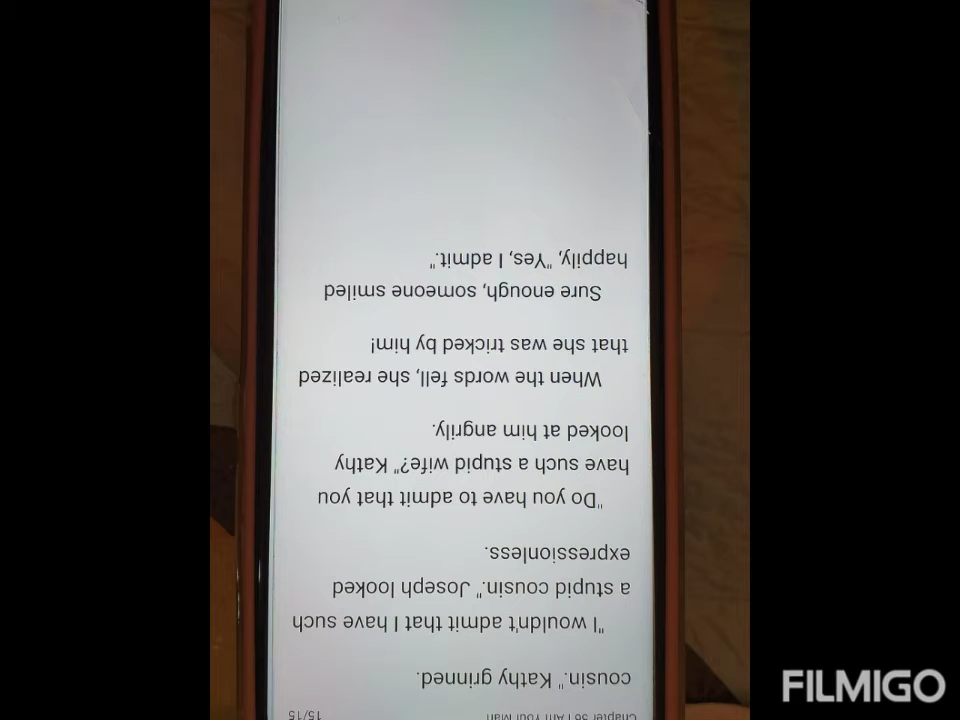 Chapter 36 I Am Your Man
15/15
cousin." Kathy grinned.
"I wouldn't admit that I have such
a stupid cousin." Joseph looked
expressionless.
"Do you have to admit that you
have such a stupid wife?" Kathy
looked at him angrily.
When the words fell, she realized
that she was tricked by him!
Sure enough, someone smiled
happily, "Yes, I admit."
FILMIGO